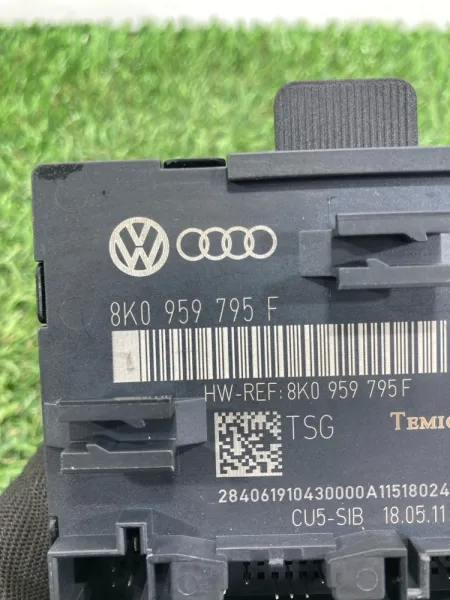 8K0 959 795 F
HW-REF: 8K0 959 795 F
TSG
284061910430000A11518024
CU5-SIB 18.05.11